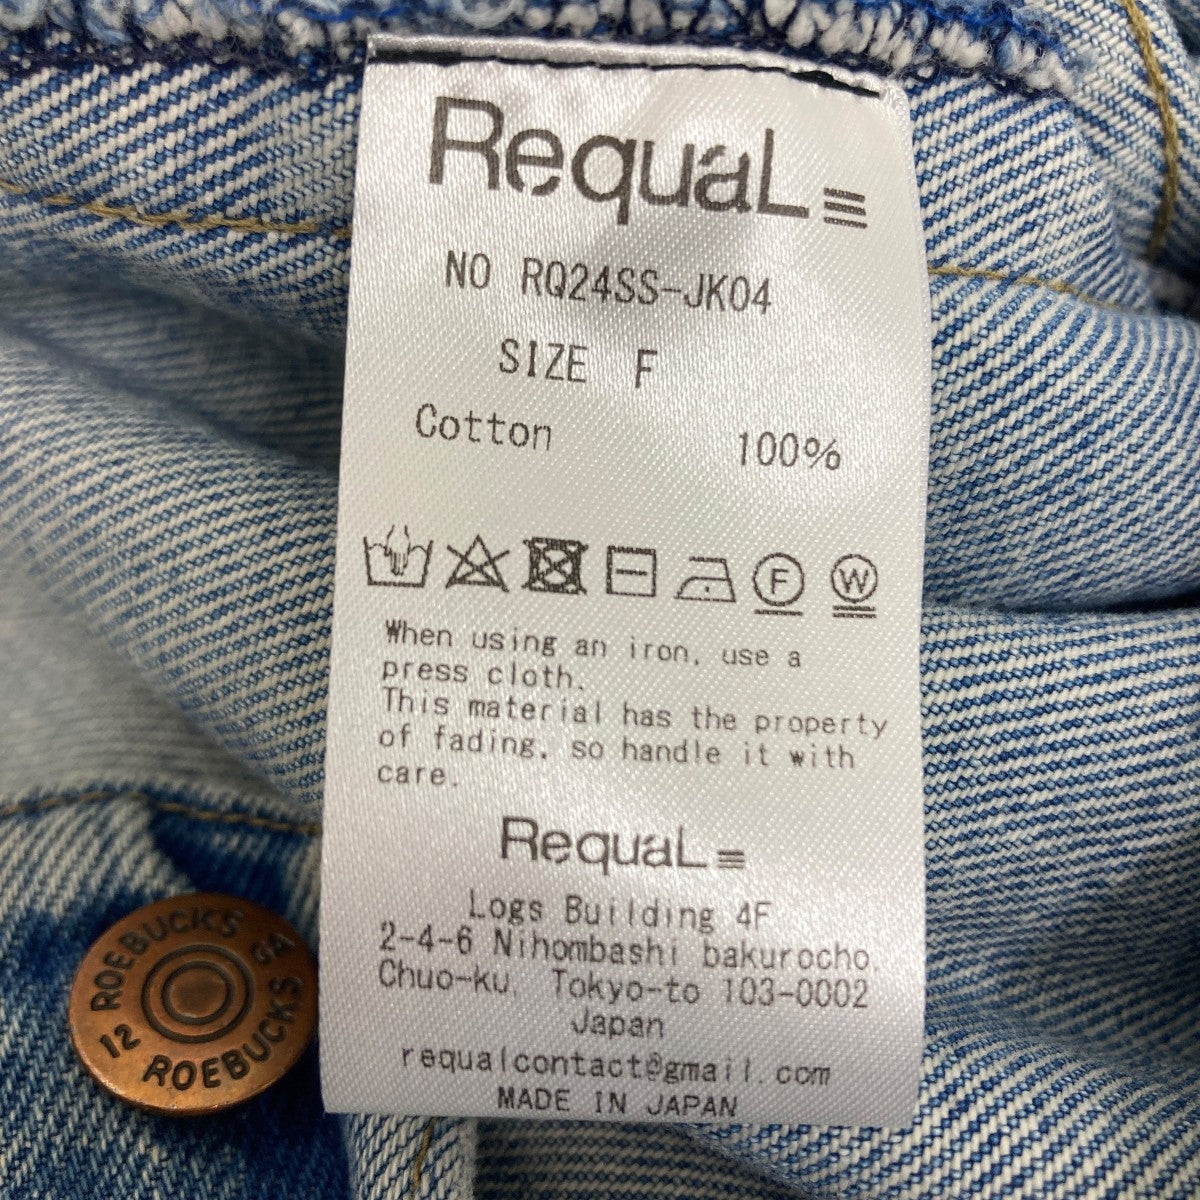 RequaL≡
NO RQ24SS-JK04
SIZE F
Cotton 100%
F W
When using an iron, use a
press cloth.
This material has the property
of fading, so handle it with
care.
RequaL≡
Logs Building 4F
2-4-6 Nihombashi bakurocho,
Chuo-ku, Tokyo-to 103-0002
Japan
requalcontact@gmail.com
MADE IN JAPAN
ROEBUCKS 64
12 ROEBUCKS